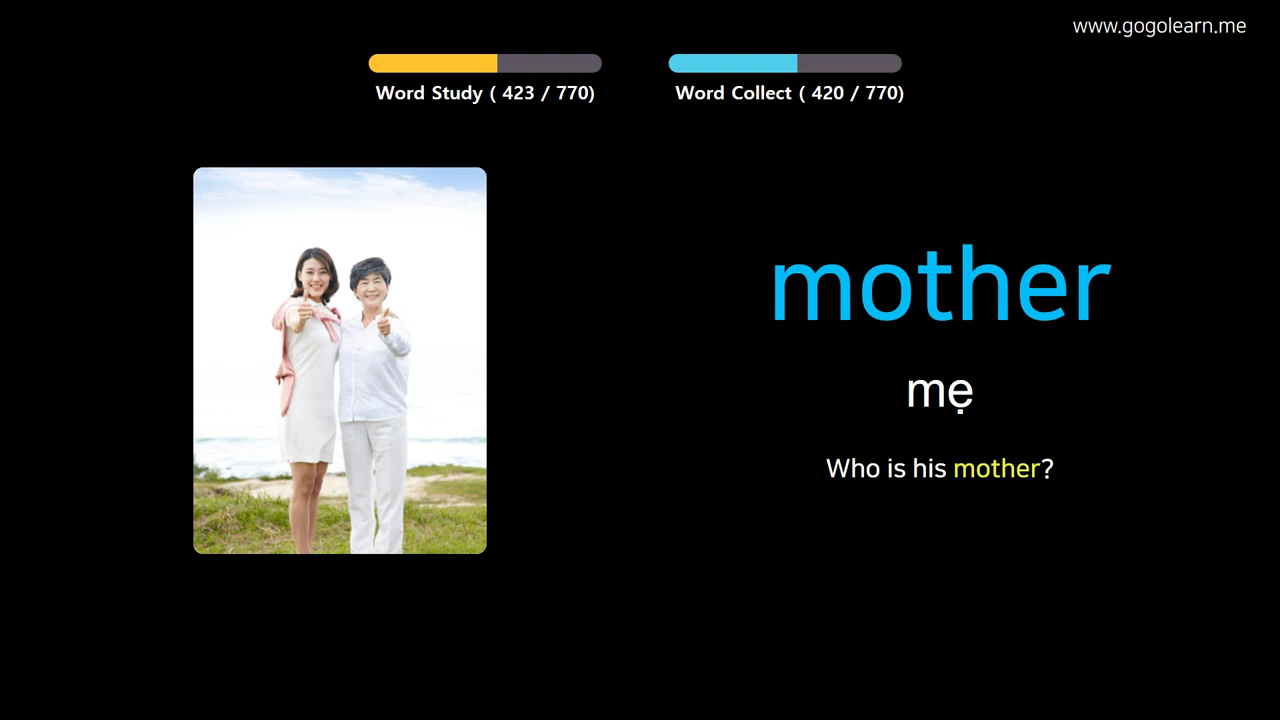 www.gogolearn.me
Word Study ( 423 / 770)
Word Collect ( 420 / 770)
mother
mẹ
Who is his mother?